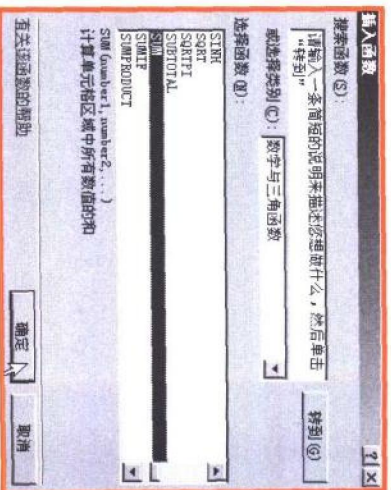 插入函数
搜索函数(S):
请输入一条简短的说明来描述您想做什么，然后单击
“转到”
转到(G)
或选择类别(C): 数学与三角函数
选择函数(N):
SINH
SQRT
SQRTPI
SUBTOTAL
SUM
SUMIF
SUMPRODUCT
SUM(number1,number2,...)
计算单元格区域中所有数值的和
有关该函数的帮助
确定
取消